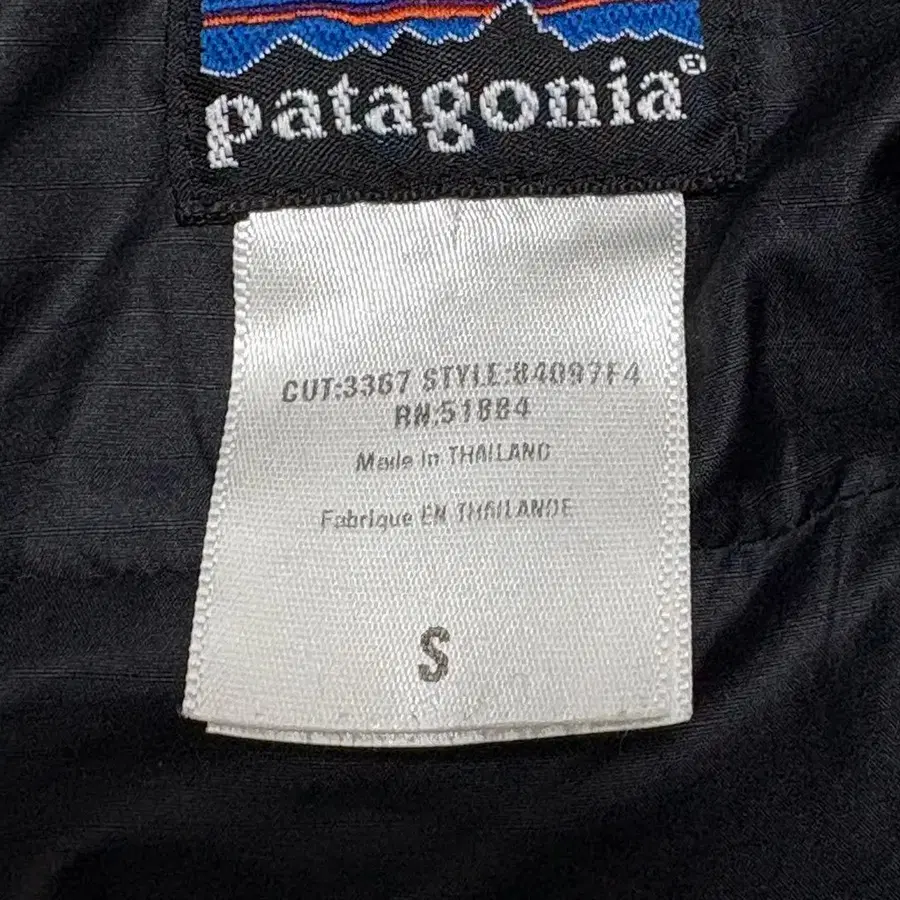 patagonia®
CUT:3367 STYLE:84097F4
RN:51884
Made in THAILAND
Fabrique EN THAILANDE
S